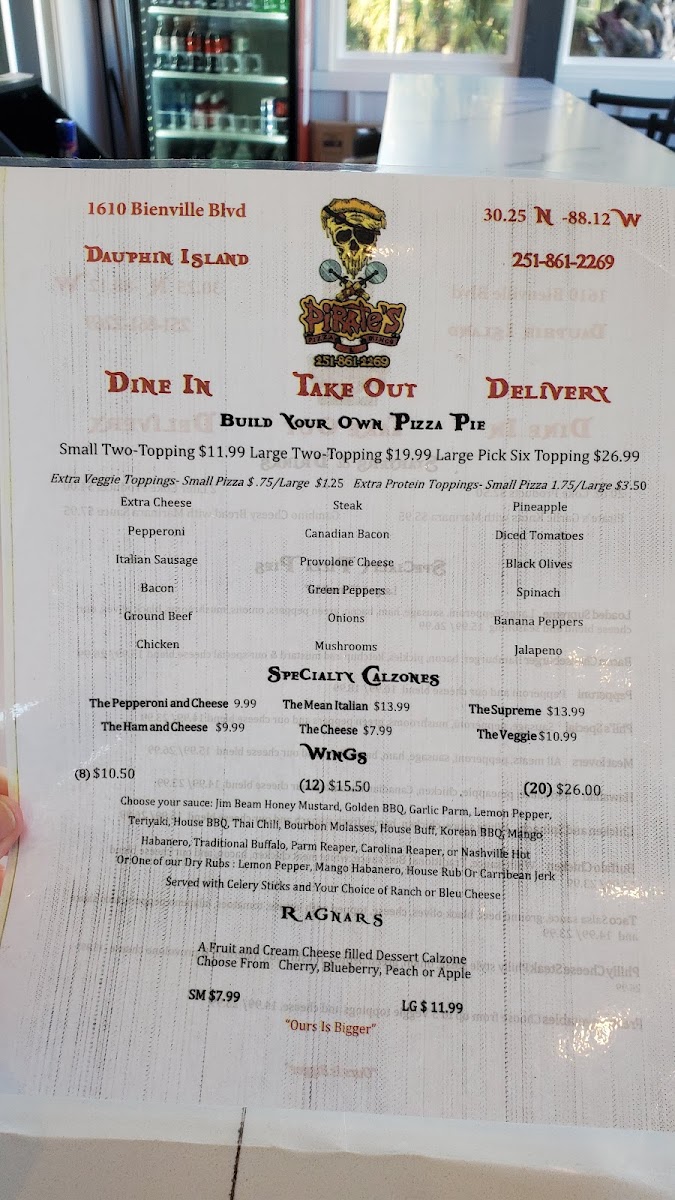 1610 Bienville Blvd
30.25 N -88.12 W
Dauphin Island
251-861-2269
PiRATE'S
PIZZA & WINGS
251-861-2269
Dine In Take Out Delivery
Build Your Own Pizza Pie
Small Two-Topping $11.99 Large Two-Topping $19.99 Large Pick Six Topping $26.99
Extra Veggie Toppings- Small Pizza $ .75/Large $1.25 Extra Protein Toppings- Small Pizza 1.75/Large $3.50
Extra Cheese Steak Pineapple
Pepperoni Canadian Bacon Diced Tomatoes
Italian Sausage Provolone Cheese Black Olives
Bacon Green Peppers Spinach
Ground Beef Onions Banana Peppers
Chicken Mushrooms Jalapeno
Specialty Calzones
The Pepperoni and Cheese 9.99 The Mean Italian $13.99 The Supreme $13.99
The Ham and Cheese $9.99 The Cheese $7.99 The Veggie $10.99
Wings
(8) $10.50 (12) $15.50 (20) $26.00
Choose your sauce: Jim Beam Honey Mustard, Golden BBQ, Garlic Parm, Lemon Pepper,
Teriyaki, House BBQ, Thai Chili, Bourbon Molasses, House Buff, Korean BBQ, Mango
Habanero, Traditional Buffalo, Parm Reaper, Carolina Reaper, or Nashville Hot
Or One of our Dry Rubs : Lemon Pepper, Mango Habanero, House Rub Or Carribean Jerk
Served with Celery Sticks and Your Choice of Ranch or Bleu Cheese
Ragnars
A Fruit and Cream Cheese filled Dessert Calzone
Choose From Cherry, Blueberry, Peach or Apple
SM $7.99 LG $ 11.99
"Ours Is Bigger"